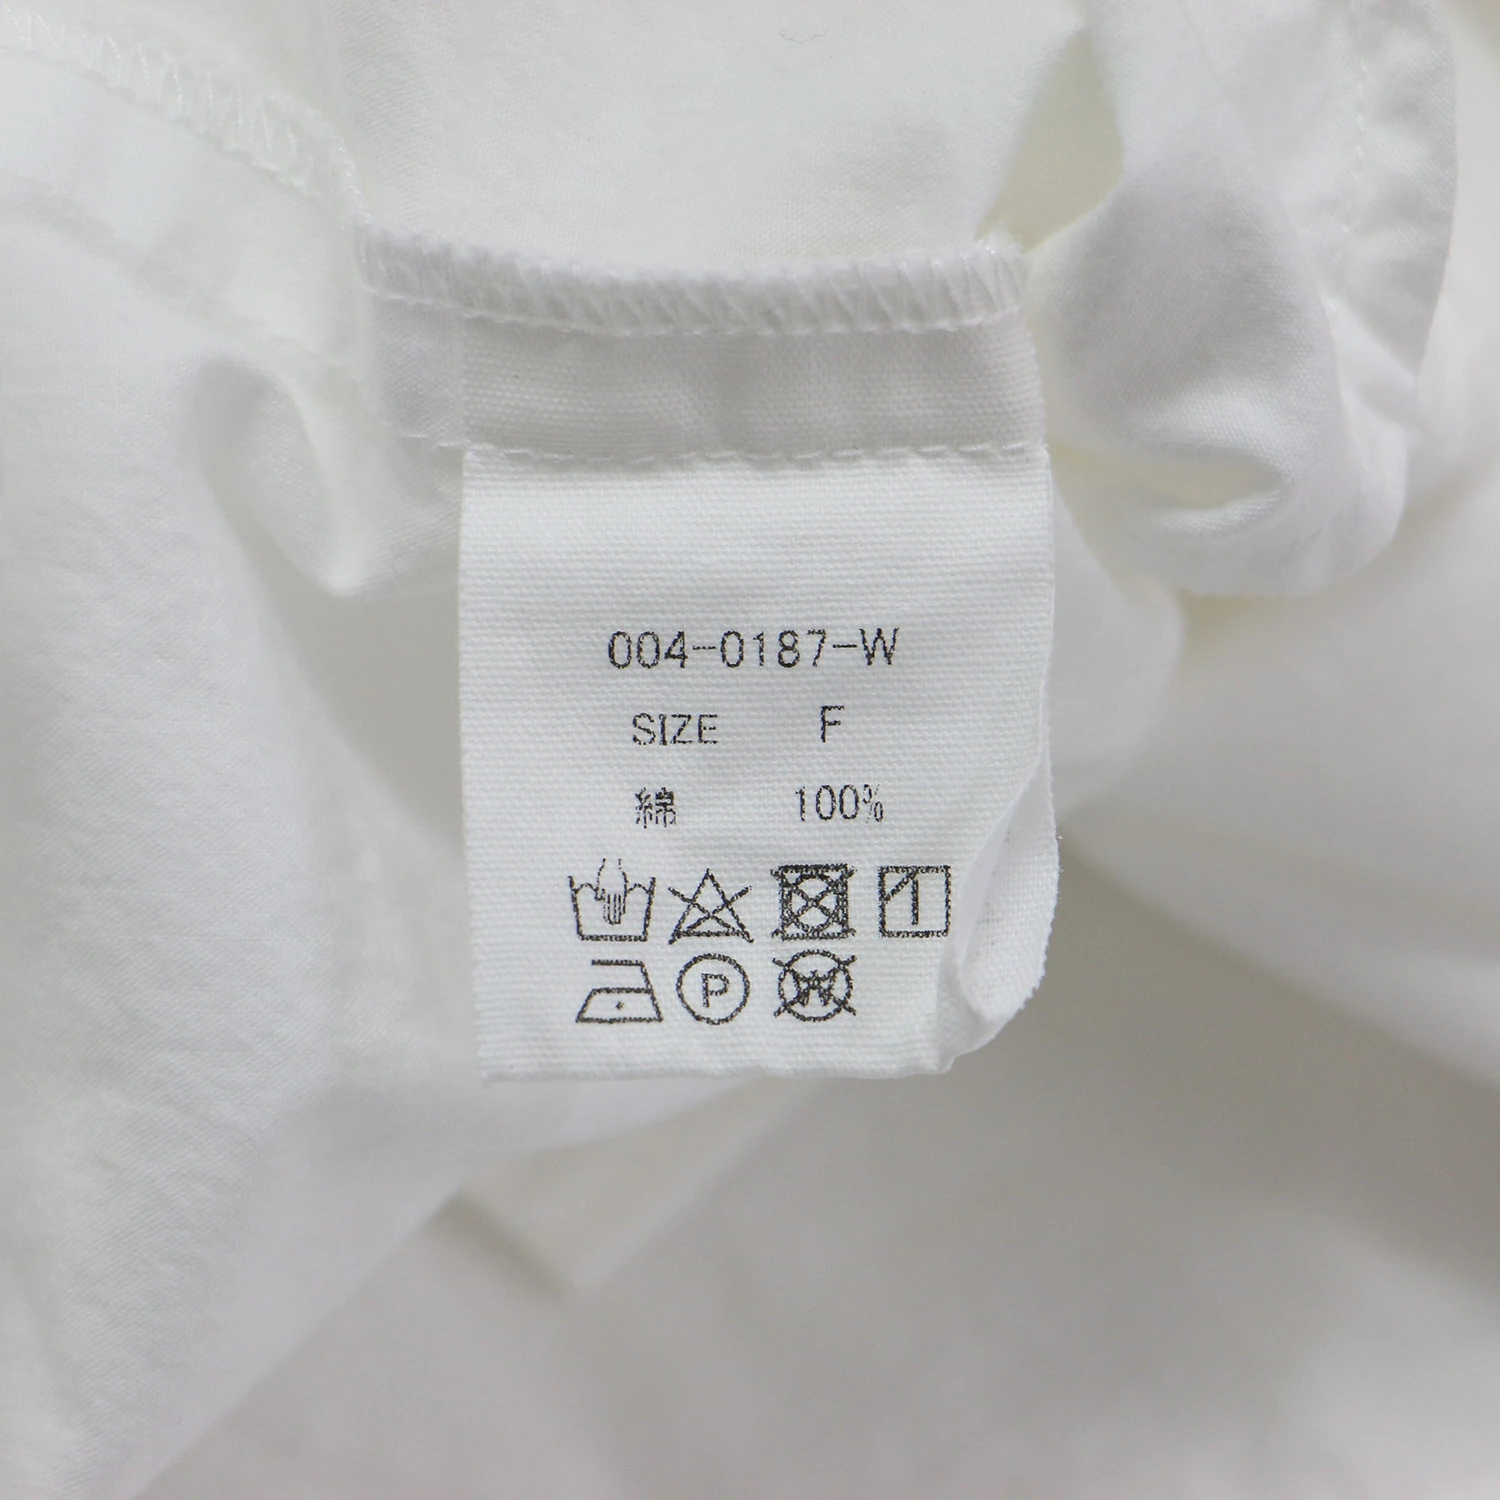 004-0187-W
SIZE F
綿 100%
P
W